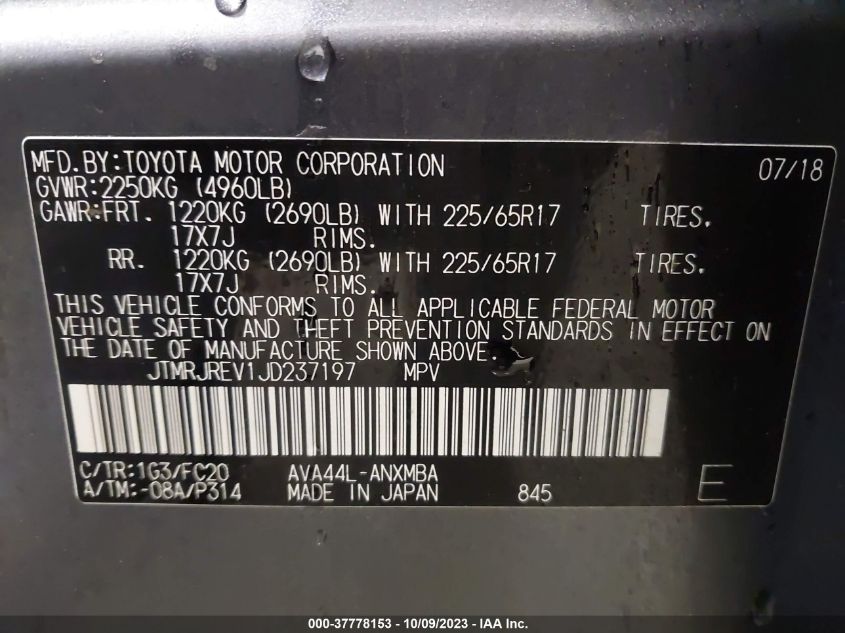 MFD.BY:TOYOTA MOTOR CORPORATION 07/18
GVWR:2250KG (4960LB)
GAWR:FRT. 1220KG (2690LB) WITH 225/65R17 TIRES.
17X7J RIMS.
RR. 1220KG (2690LB) WITH 225/65R17 TIRES.
17X7J RIMS.
THIS VEHICLE CONFORMS TO ALL APPLICABLE FEDERAL MOTOR
VEHICLE SAFETY AND THEFT PREVENTION STANDARDS IN EFFECT ON
THE DATE OF MANUFACTURE SHOWN ABOVE.
JTMRJREV1JD237197 MPV
C/TR:1G3/FC20 AVA44L-ANXMBA
A/TM:-08A/P314 MADE IN JAPAN 845 E
000-37778153 - 10/09/2023 - IAA Inc.